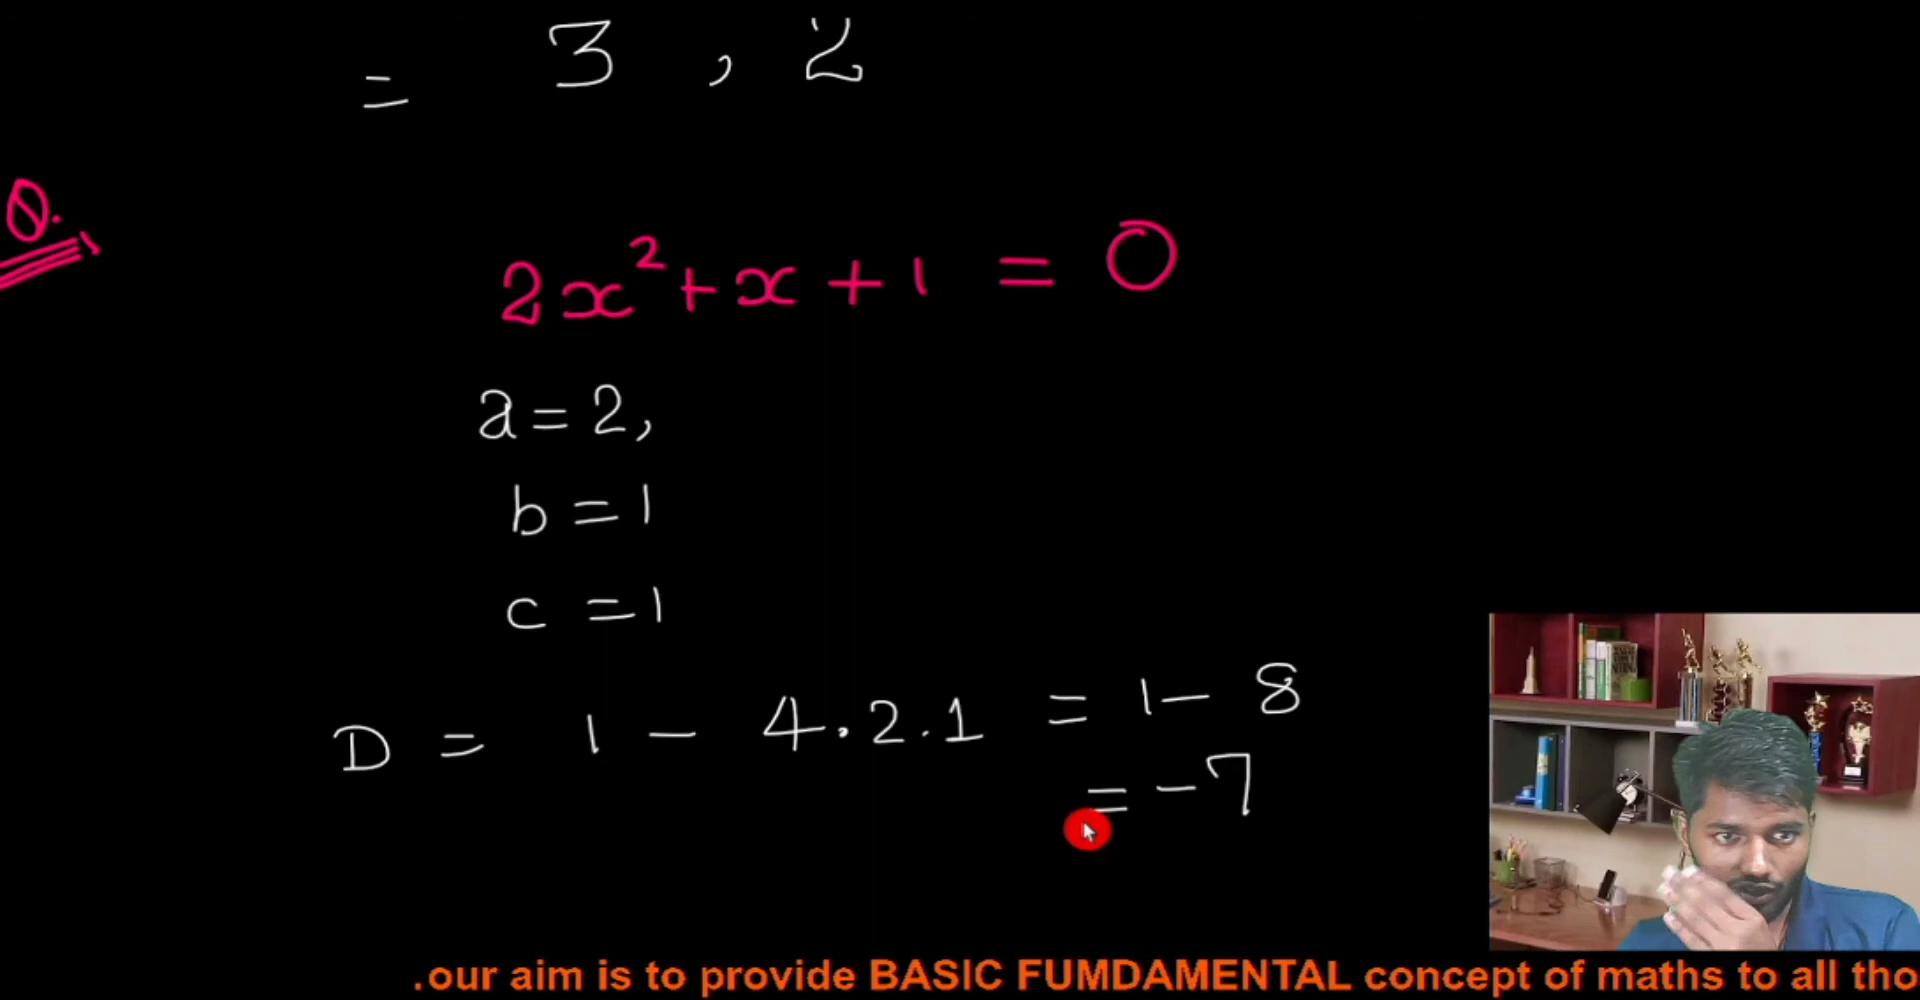 = 3 , 2
Q.
2x² + x + 1 = 0
a = 2,
b = 1
c = 1
D = 1 - 4.2.1 = 1 - 8
= -7
.our aim is to provide BASIC FUMDAMENTAL concept of maths to all tho